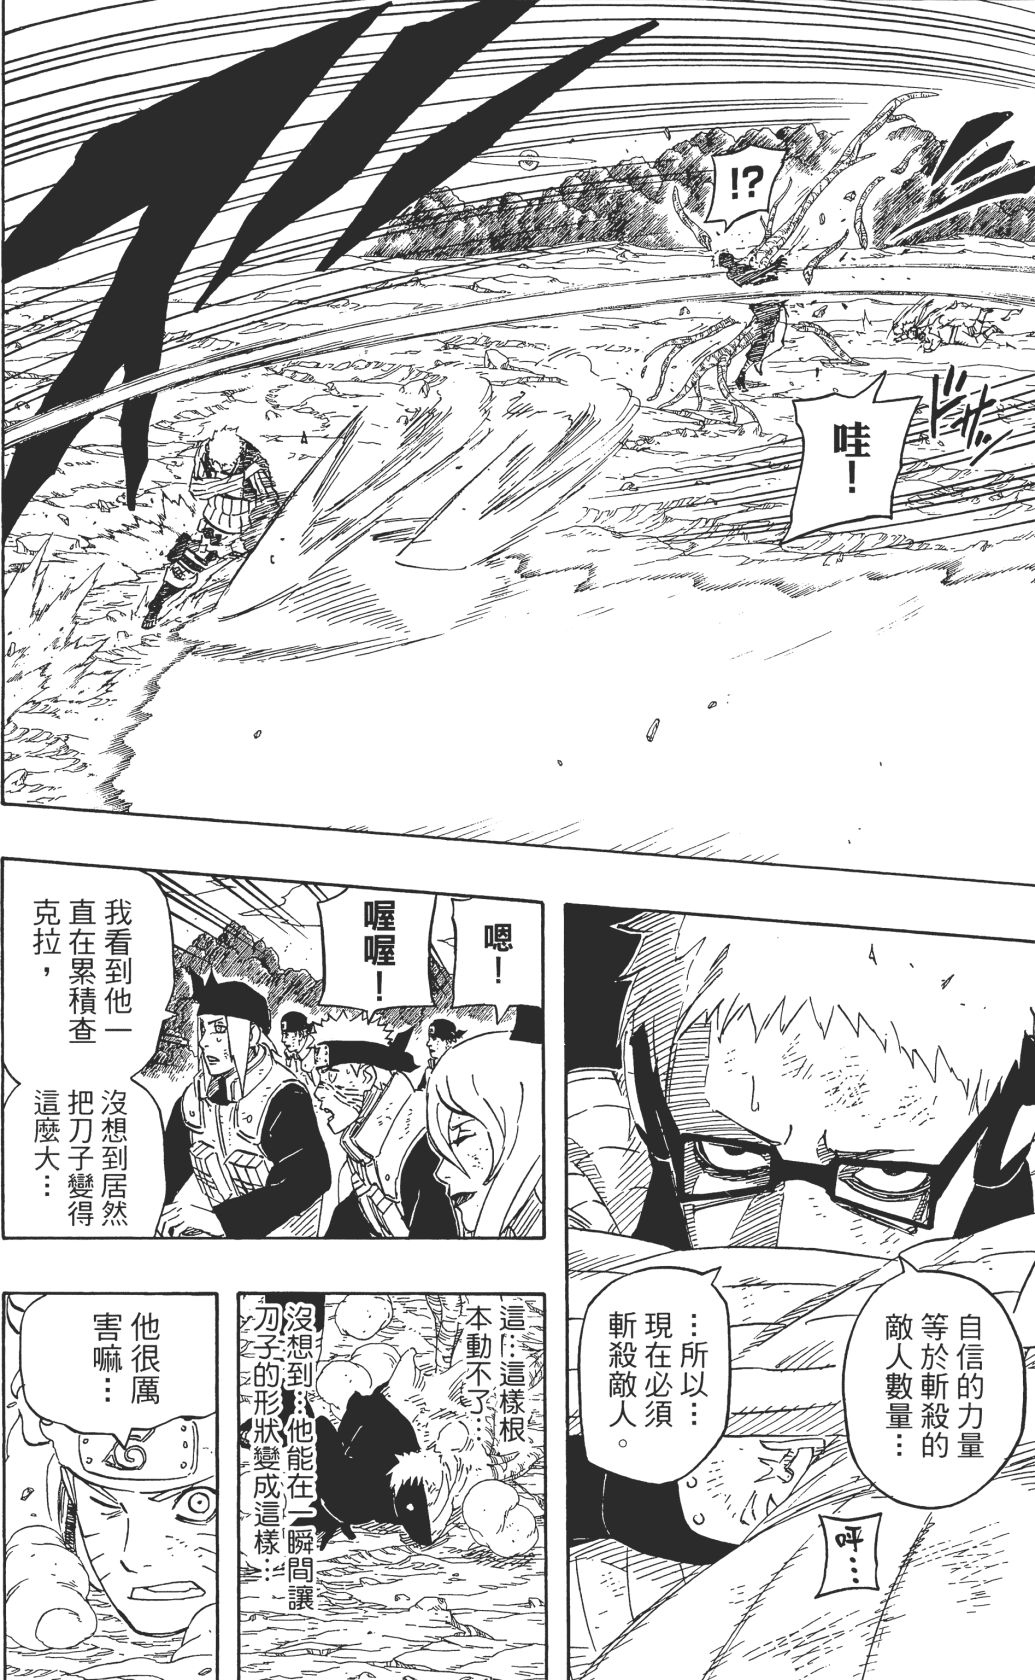 !?
哇！
ドサッ
自信的力量
等於斬殺的
敵人數量…
…所以…
現在必須
斬殺敵人。
呼…
嗯！
喔
喔！
我看到他一
直在累積查
克拉，
沒想到居然
把刀子變得
這麼大…
這…這樣根
本動不了…
沒想到…他能在一瞬間讓
刀子的形狀變成這樣…
他很厲
害嘛…